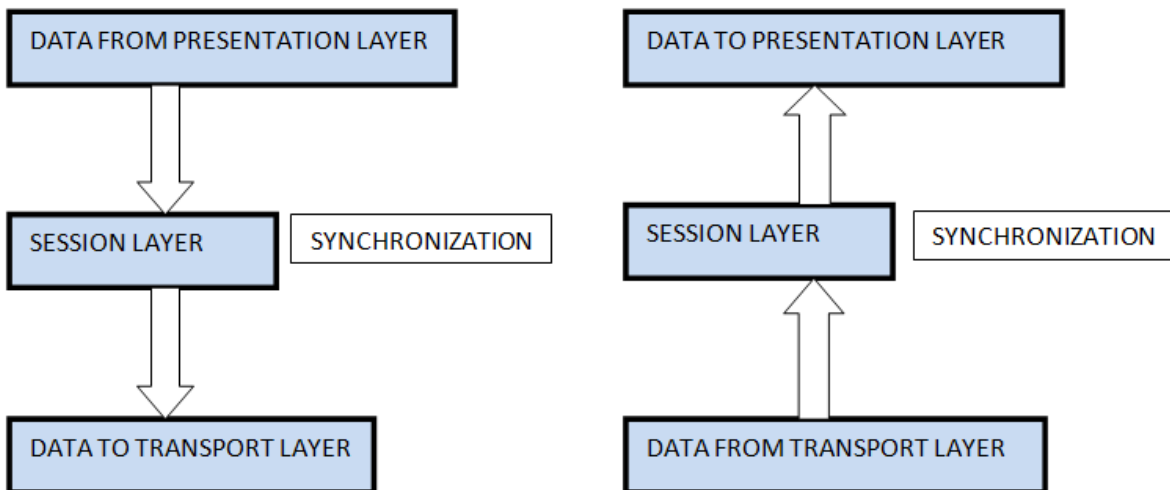 DATA FROM PRESENTATION LAYER
DATA TO PRESENTATION LAYER
SESSION LAYER
SYNCHRONIZATION
SESSION LAYER
SYNCHRONIZATION
DATA TO TRANSPORT LAYER
DATA FROM TRANSPORT LAYER